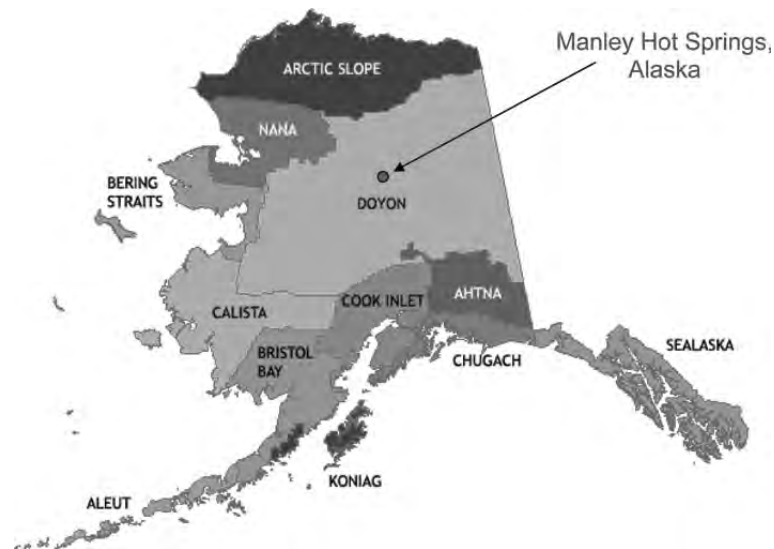 Manley Hot Springs,
Alaska
ARCTIC SLOPE
NANA
BERING
STRAITS
DOYON
CALISTA
COOK INLET
AHTNA
BRISTOL
BAY
CHUGACH
SEALASKA
KONIAG
ALEUT